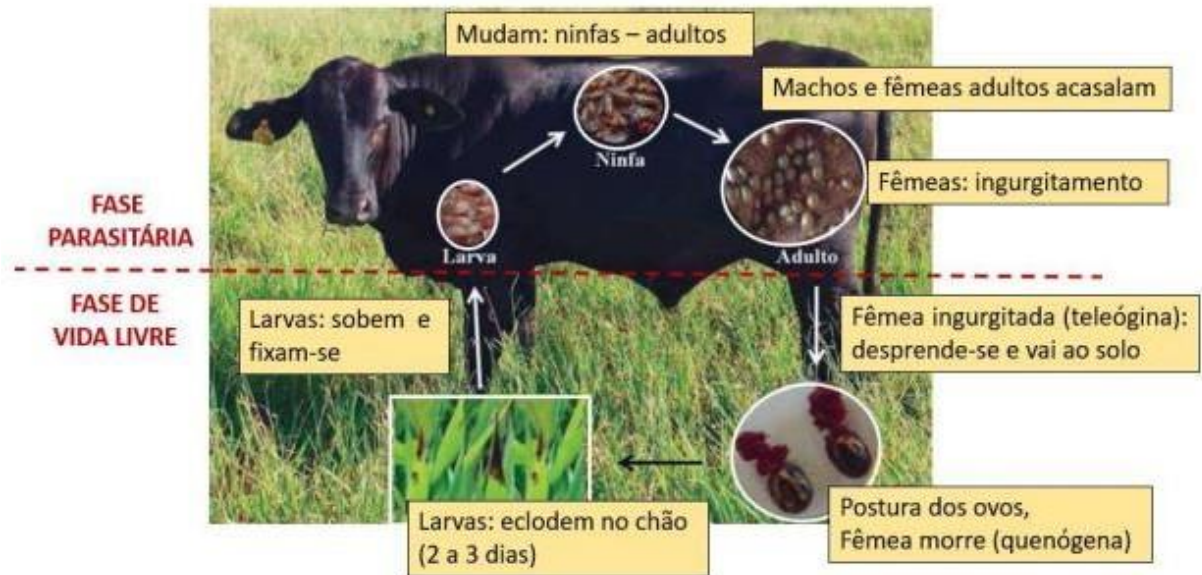 Mudam: ninfas – adultos
Machos e fêmeas adultos acasalam
Ninfa
Fêmeas: ingurgitamento
FASE
PARASITÁRIA
Larva
Adulto
FASE DE
VIDA LIVRE
Larvas: sobem e
fixam-se
Fêmea ingurgitada (teleógina):
desprende-se e vai ao solo
Larvas: eclodem no chão
(2 a 3 dias)
Postura dos ovos,
Fêmea morre (quenógena)